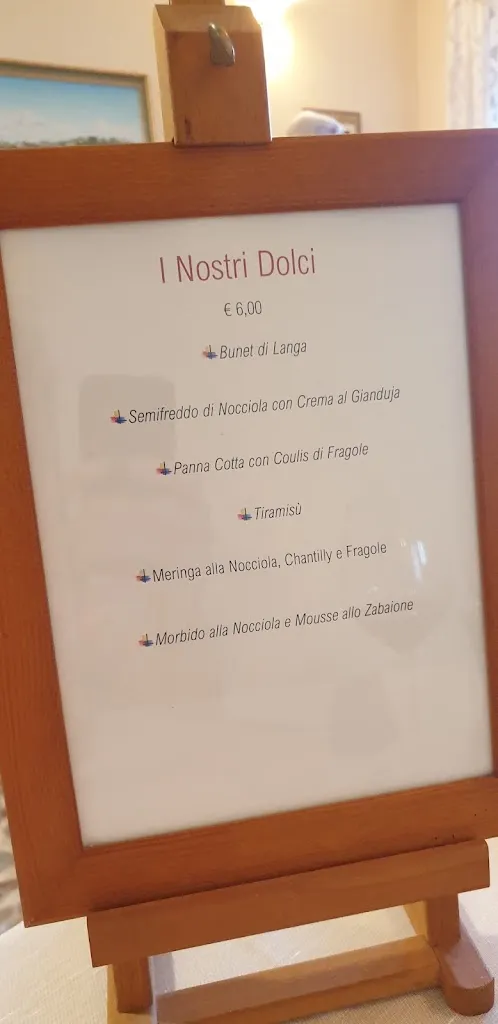 I Nostri Dolci
€ 6,00
Bunet di Langa
Semifreddo di Nocciola con Crema al Gianduja
Panna Cotta con Coulis di Fragole
Tiramisù
Meringa alla Nocciola, Chantilly e Fragole
Morbido alla Nocciola e Mousse allo Zabaione